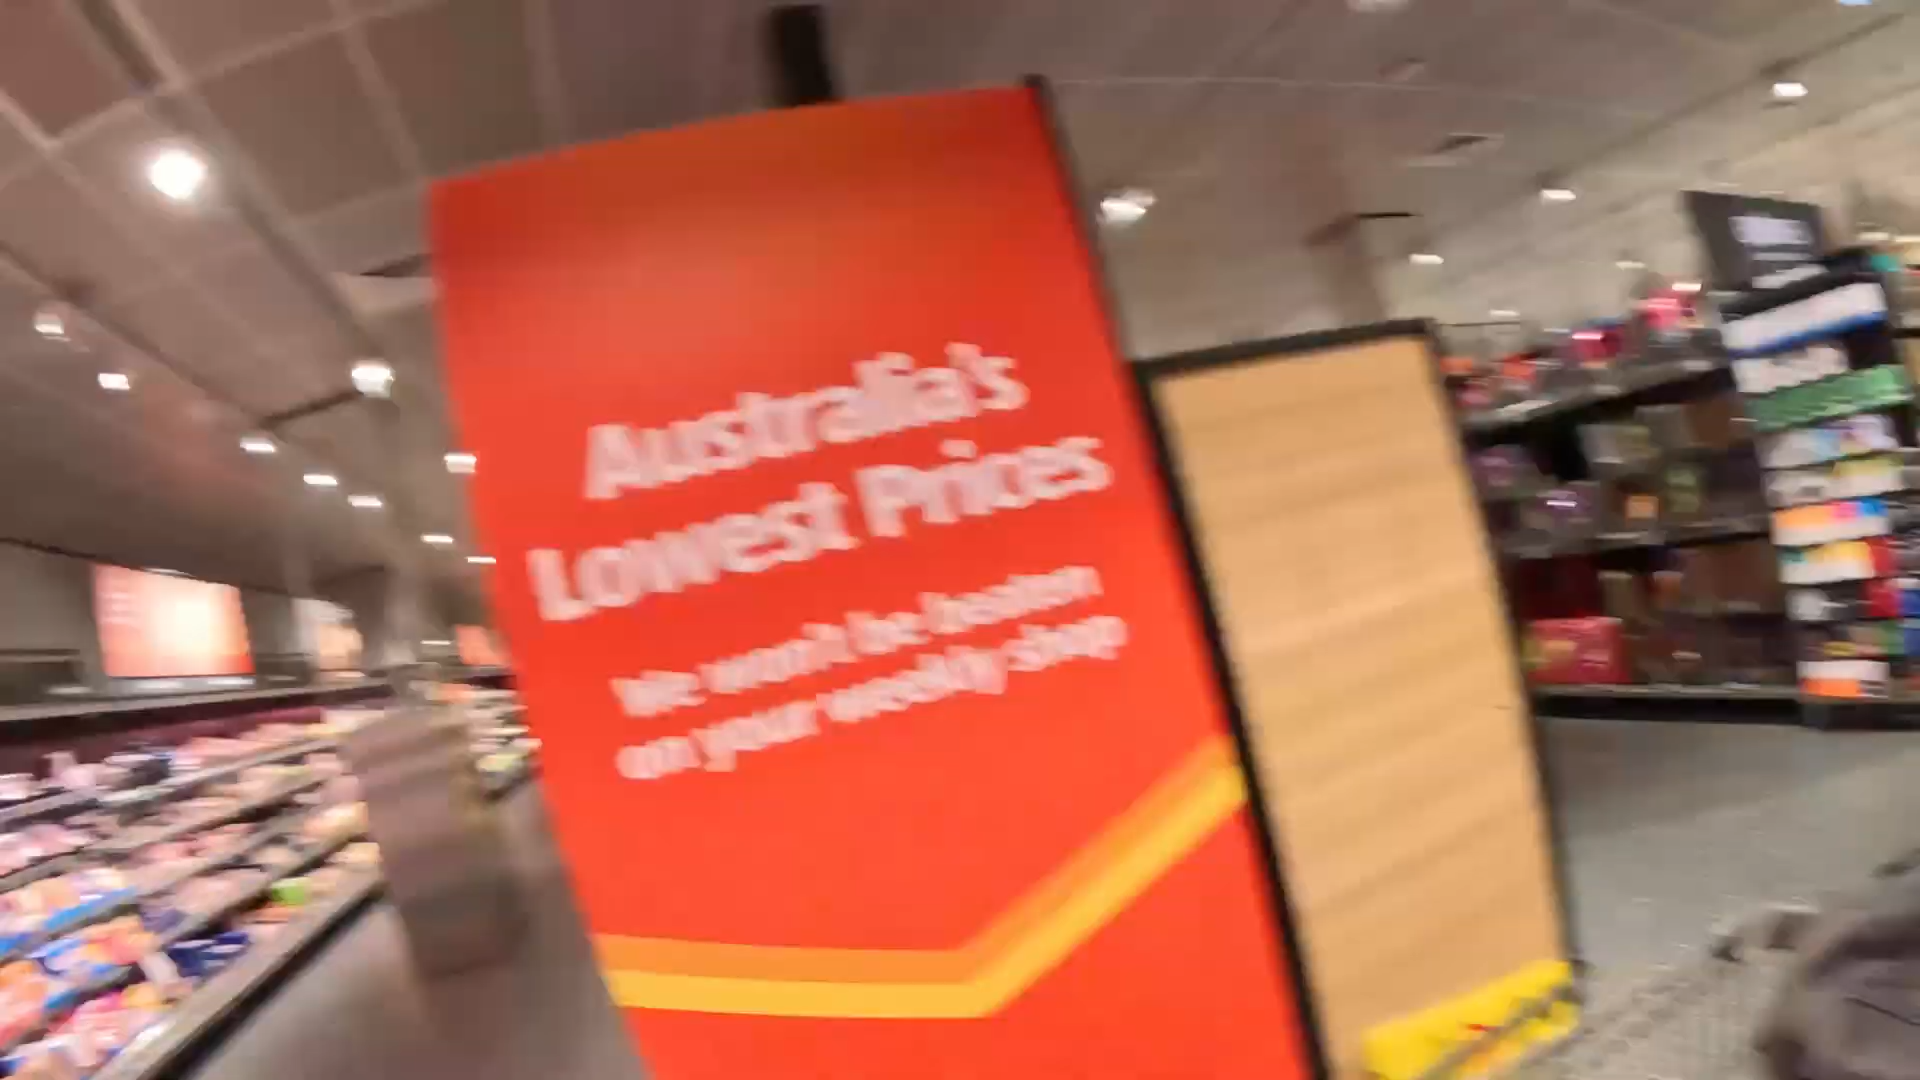 Australia's
Lowest Prices
We won't be beaten
on your weekly shop